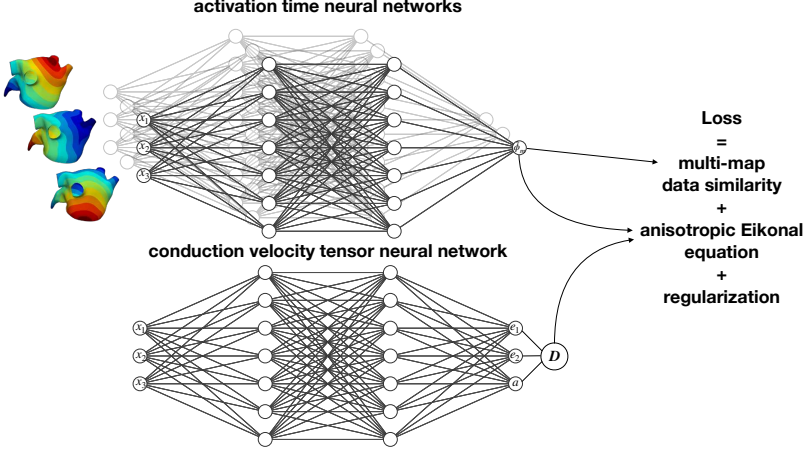 activation time neural networks
x1
x2
x3
ϕm
Loss
=
multi-map
data similarity
+
anisotropic Eikonal
equation
+
regularization
conduction velocity tensor neural network
x1
x2
x3
e1
e2
a
D